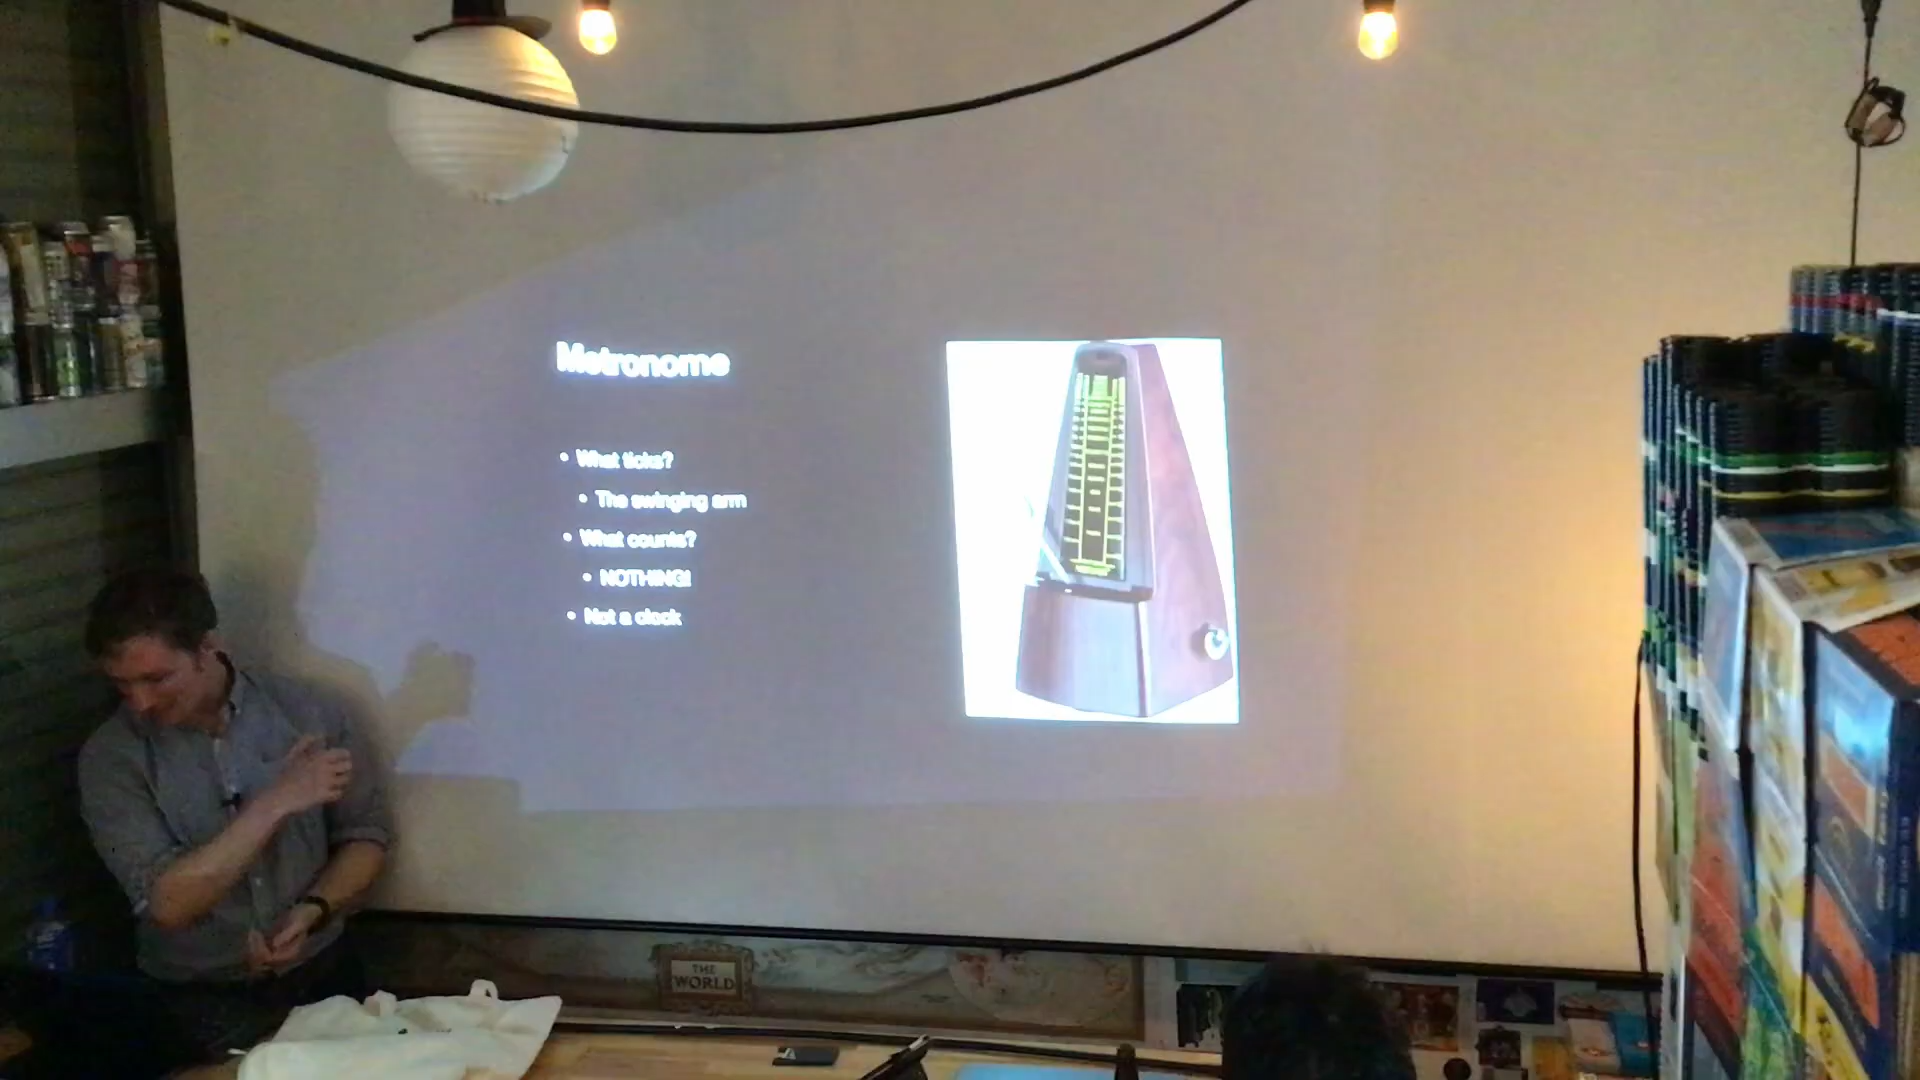 Metronome
• What ticks?
• The swinging arm
• What counts?
• NOTHING!
• Not a clock
THE
WORLD